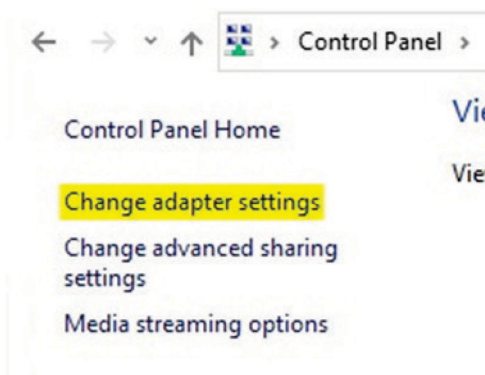 Control Panel
Control Panel Home
Change adapter settings
Change advanced sharing
settings
Media streaming options